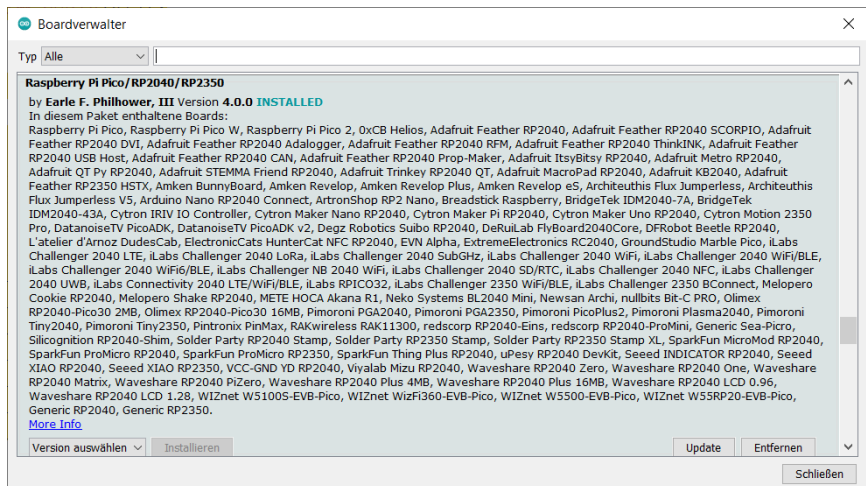 Boardverwalter
Typ Alle
Raspberry Pi Pico/RP2040/RP2350
by Earle F. Philhower, III Version 4.0.0 INSTALLED
In diesem Paket enthaltene Boards:
Raspberry Pi Pico, Raspberry Pi Pico W, Raspberry Pi Pico 2, 0xCB Helios, Adafruit Feather RP2040, Adafruit Feather RP2040 SCORPIO, Adafruit
Feather RP2040 DVI, Adafruit Feather RP2040 Adalogger, Adafruit Feather RP2040 RFM, Adafruit Feather RP2040 ThinkINK, Adafruit Feather
RP2040 USB Host, Adafruit Feather RP2040 CAN, Adafruit Feather RP2040 Prop-Maker, Adafruit ItsyBitsy RP2040, Adafruit Metro RP2040,
Adafruit QT Py RP2040, Adafruit STEMMA Friend RP2040, Adafruit Trinkey RP2040 QT, Adafruit MacroPad RP2040, Adafruit KB2040, Adafruit
Feather RP2350 HSTX, Amken BunnyBoard, Amken Revelop, Amken Revelop Plus, Amken Revelop eS, Architeuthis Flux Jumperless, Architeuthis
Flux Jumperless V5, Arduino Nano RP2040 Connect, ArtronShop RP2 Nano, Breadstick Raspberry, BridgeTek IDM2040-7A, BridgeTek
IDM2040-43A, Cytron IRIV IO Controller, Cytron Maker Nano RP2040, Cytron Maker Pi RP2040, Cytron Maker Uno RP2040, Cytron Motion 2350
Pro, DatanoiseTV PicoADK, DatanoiseTV PicoADK v2, Degz Robotics Suibo RP2040, DeRuiLab FlyBoard2040Core, DFRobot Beetle RP2040,
L'atelier d'Arnoz DudesCab, ElectronicCats HunterCat NFC RP2040, EVN Alpha, ExtremeElectronics RC2040, GroundStudio Marble Pico, iLabs
Challenger 2040 LTE, iLabs Challenger 2040 LoRa, iLabs Challenger 2040 SubGHz, iLabs Challenger 2040 WiFi, iLabs Challenger 2040 WiFi/BLE,
iLabs Challenger 2040 WiFi6/BLE, iLabs Challenger NB 2040 WiFi, iLabs Challenger 2040 SD/RTC, iLabs Challenger 2040 NFC, iLabs Challenger
2040 UWB, iLabs Connectivity 2040 LTE/WiFi/BLE, iLabs RPICO32, iLabs Challenger 2350 WiFi/BLE, iLabs Challenger 2350 BConnect, Melopero
Cookie RP2040, Melopero Shake RP2040, METE HOCA Akana R1, Neko Systems BL2040 Mini, Newsan Archi, nullbits Bit-C PRO, Olimex
RP2040-Pico30 2MB, Olimex RP2040-Pico30 16MB, Pimoroni PGA2040, Pimoroni PGA2350, Pimoroni PicoPlus2, Pimoroni Plasma2040, Pimoroni
Tiny2040, Pimoroni Tiny2350, Pintronix PinMax, RAKwireless RAK11300, redscorp RP2040-Eins, redscorp RP2040-ProMini, Generic Sea-Picro,
Silicognition RP2040-Shim, Solder Party RP2040 Stamp, Solder Party RP2350 Stamp, Solder Party RP2350 Stamp XL, SparkFun MicroMod RP2040,
SparkFun ProMicro RP2040, SparkFun ProMicro RP2350, SparkFun Thing Plus RP2040, uPesy RP2040 DevKit, Seeed INDICATOR RP2040, Seeed
XIAO RP2040, Seeed XIAO RP2350, VCC-GND YD RP2040, Viyalab Mizu RP2040, Waveshare RP2040 Zero, Waveshare RP2040 One, Waveshare
RP2040 Matrix, Waveshare RP2040 PiZero, Waveshare RP2040 Plus 4MB, Waveshare RP2040 Plus 16MB, Waveshare RP2040 LCD 0.96,
Waveshare RP2040 LCD 1.28, WIZnet W5100S-EVB-Pico, WIZnet WizFi360-EVB-Pico, WIZnet W5500-EVB-Pico, WIZnet W55RP20-EVB-Pico,
Generic RP2040, Generic RP2350.
More Info
Version auswählen Installieren Update Entfernen
Schließen